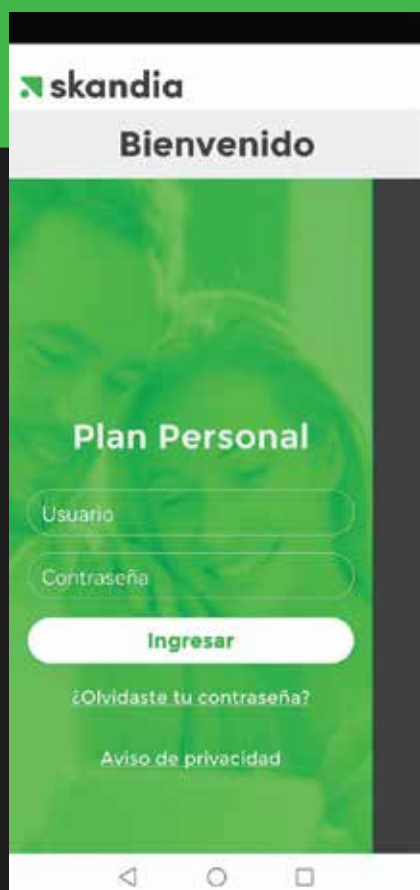 skandia
Bienvenido
Plan Personal
Usuario
Contraseña
Ingresar
¿Olvidaste tu contraseña?
Aviso de privacidad